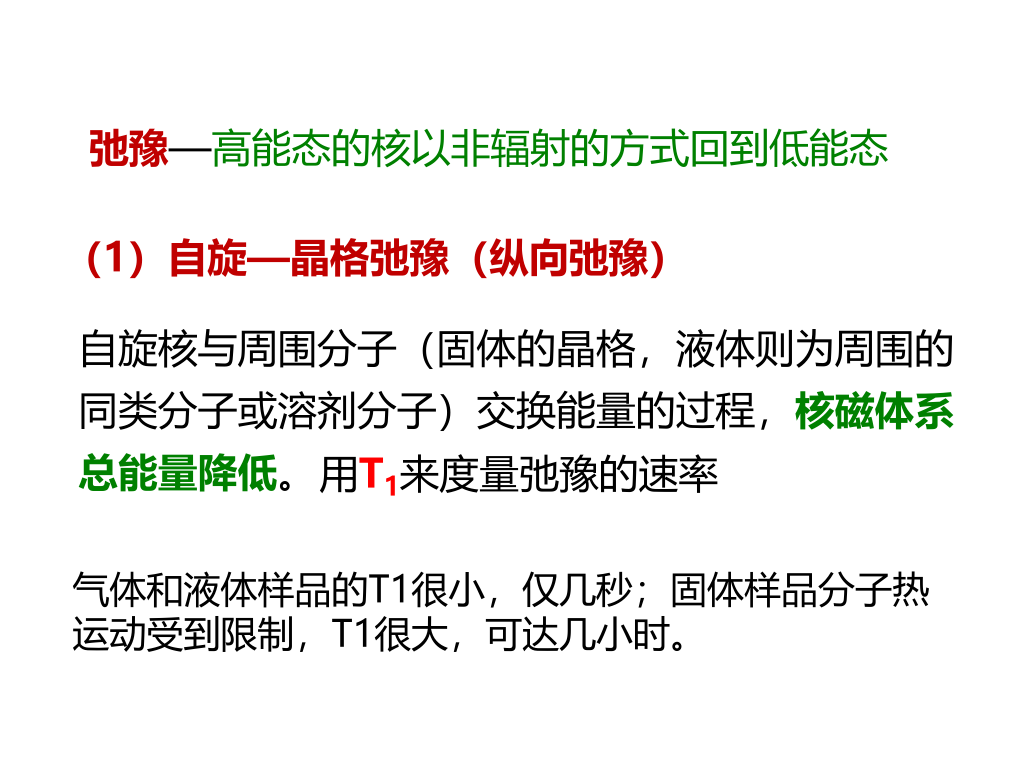 弛豫—高能态的核以非辐射的方式回到低能态
（1）自旋—晶格弛豫（纵向弛豫）
自旋核与周围分子（固体的晶格，液体则为周围的
同类分子或溶剂分子）交换能量的过程，核磁体系
总能量降低。用T₁来度量弛豫的速率
气体和液体样品的T1很小，仅几秒；固体样品分子热
运动受到限制，T1很大，可达几小时。